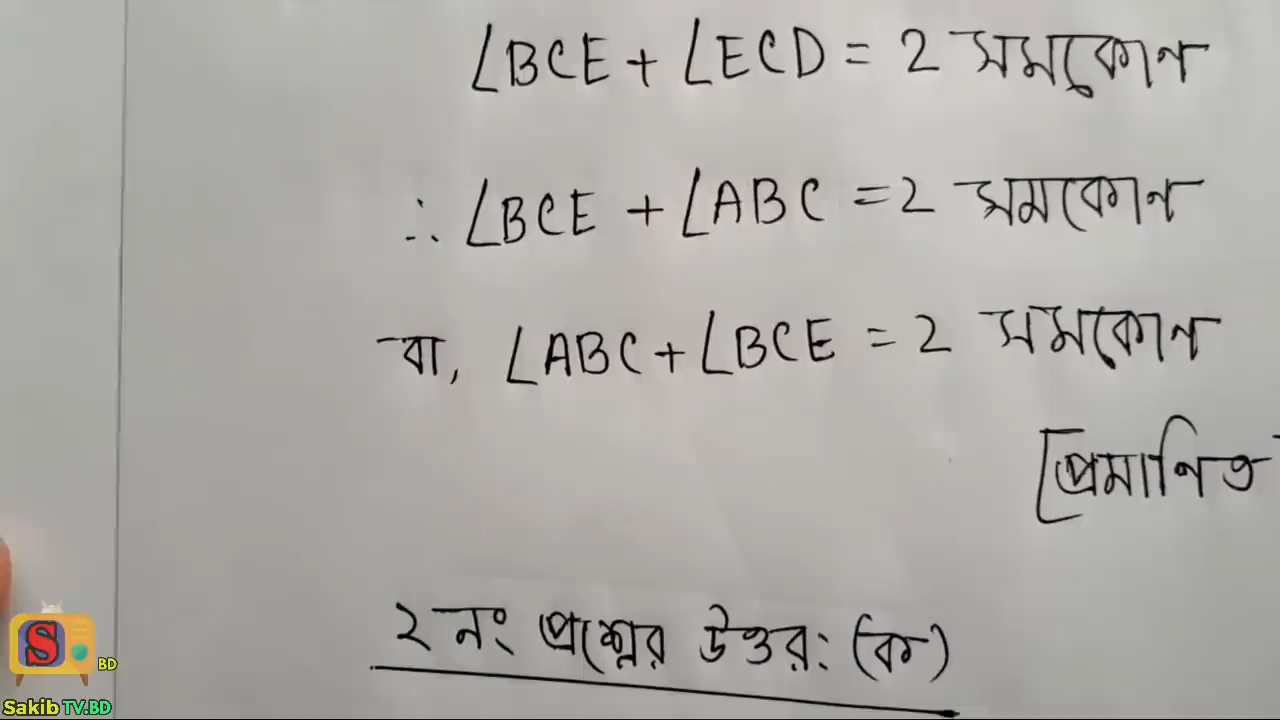 ∠BCE + ∠ECD = 2 সমকোণ
∴ ∠BCE + ∠ABC = 2 সমকোণ
বা, ∠ABC + ∠BCE = 2 সমকোণ
[প্রমাণিত
২ নং প্রশ্নের উত্তর: (ক)
S BD
Sakib TV.BD